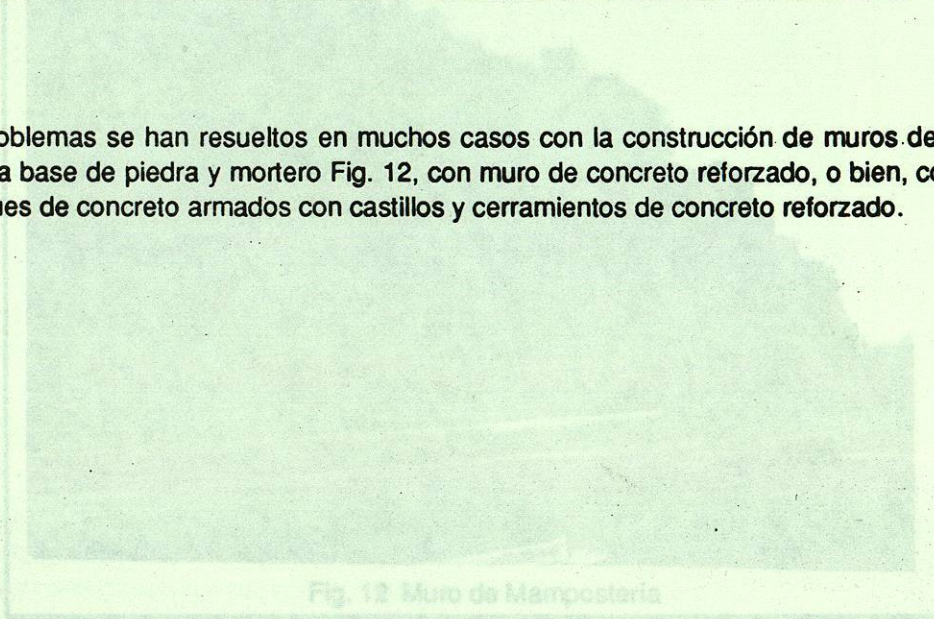 oblemas se han resueltos en muchos casos con la construcción de muros de
a base de piedra y mortero Fig. 12, con muro de concreto reforzado, o bien, co
ues de concreto armados con castillos y cerramientos de concreto reforzado.
Fig. 12 Muro de Mampostería